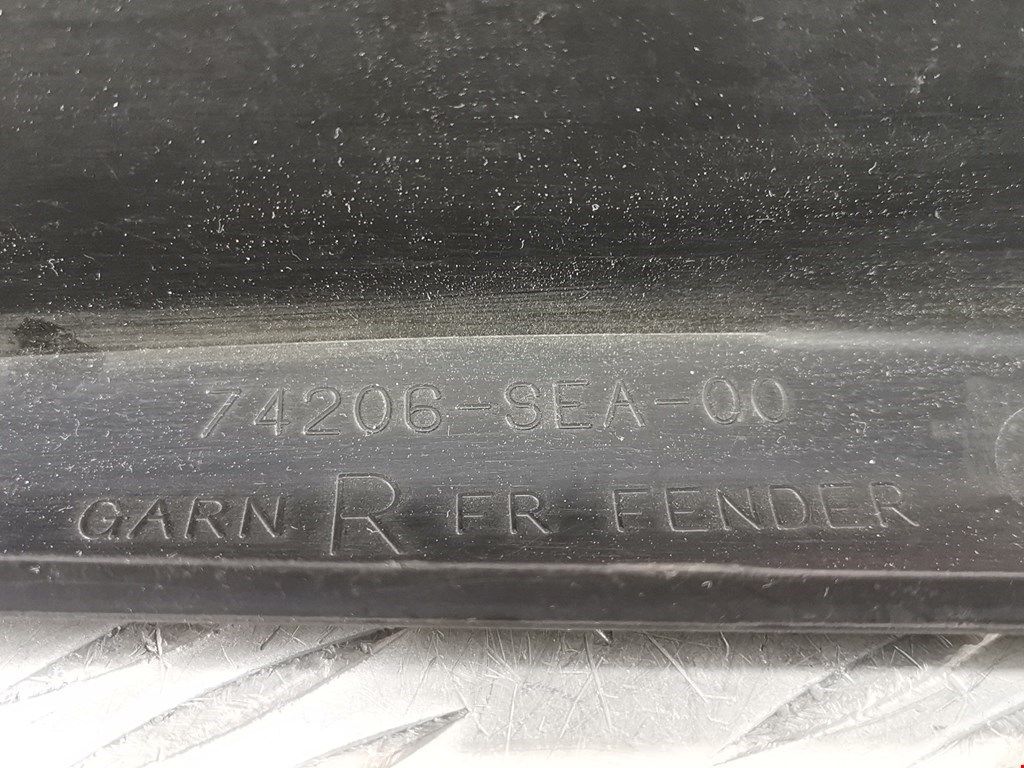 74206-SEA-00
GARN R FR FENDER